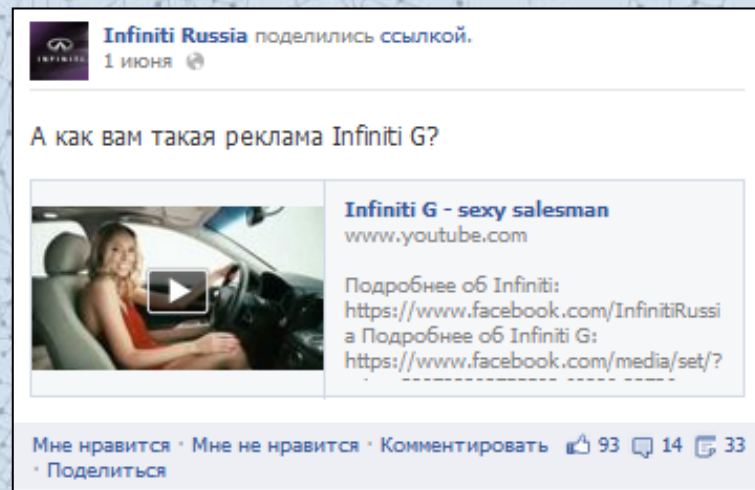 Infiniti Russia поделились ссылкой.
INFINITI
1 июня
А как вам такая реклама Infiniti G?
Infiniti G - sexy salesman
www.youtube.com
Подробнее об Infiniti:
https://www.facebook.com/InfinitiRussi
a Подробнее об Infiniti G:
https://www.facebook.com/media/set/?
Мне нравится · Мне не нравится · Комментировать 93 14 33
· Поделиться